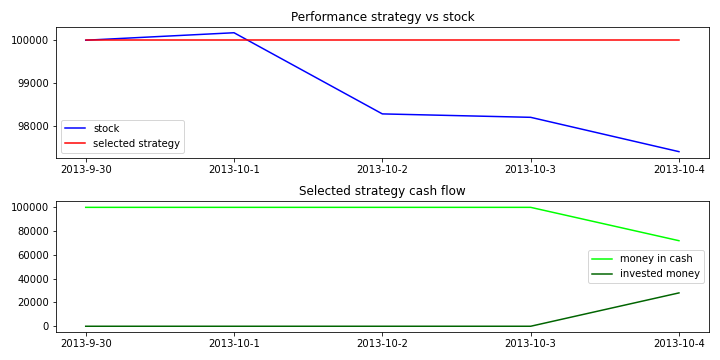 Performance strategy vs stock
100000
99000
98000
stock
selected strategy
2013-9-30 2013-10-1 2013-10-2 2013-10-3 2013-10-4
Selected strategy cash flow
100000
80000
60000
40000
20000
0
money in cash
invested money
2013-9-30 2013-10-1 2013-10-2 2013-10-3 2013-10-4